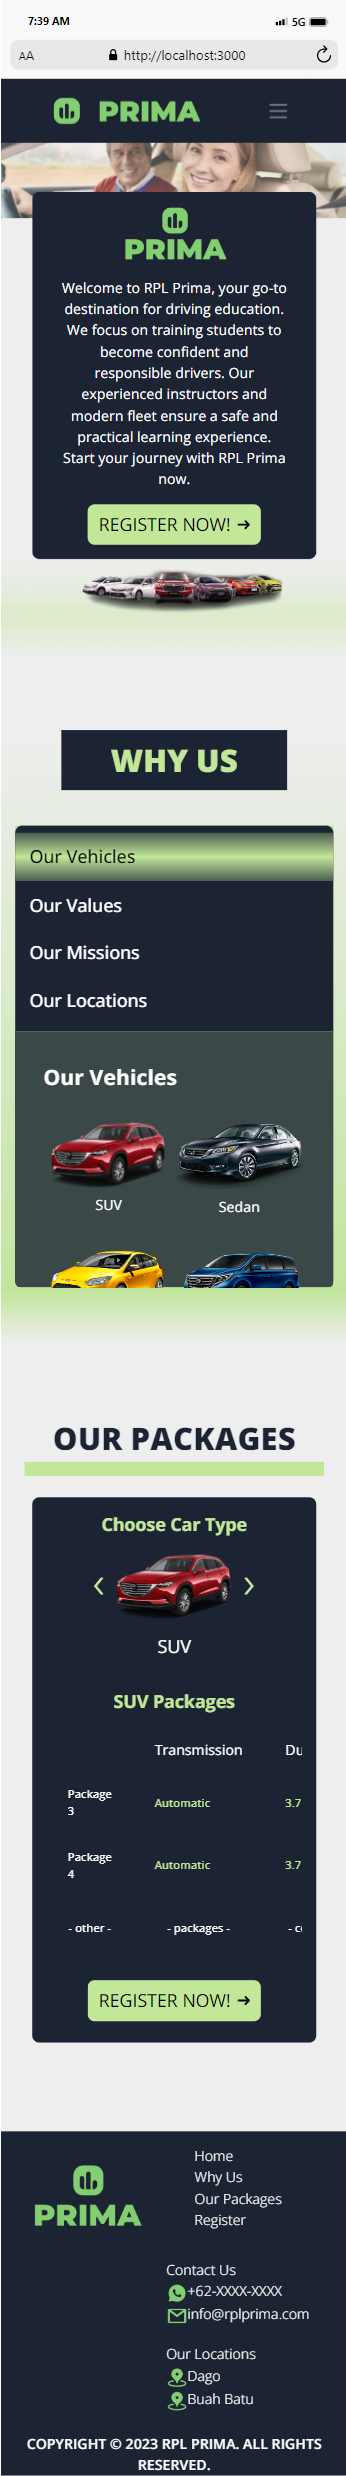 7:39 AM
5G
AA
http://localhost:3000
PRIMA
PRIMA
Welcome to RPL Prima, your go-to
destination for driving education.
We focus on training students to
become confident and
responsible drivers. Our
experienced instructors and
modern fleet ensure a safe and
practical learning experience.
Start your journey with RPL Prima
now.
REGISTER NOW! →
WHY US
Our Vehicles
Our Values
Our Missions
Our Locations
Our Vehicles
SUV
Sedan
OUR PACKAGES
Choose Car Type
SUV
SUV Packages
Transmission Du
Package
3
Automatic 3.7
Package
4
Automatic 3.7
- other - - packages - - c
REGISTER NOW! →
PRIMA
Home
Why Us
Our Packages
Register
Contact Us
+62-XXXX-XXXX
info@rplprima.com
Our Locations
Dago
Buah Batu
COPYRIGHT © 2023 RPL PRIMA. ALL RIGHTS
RESERVED.